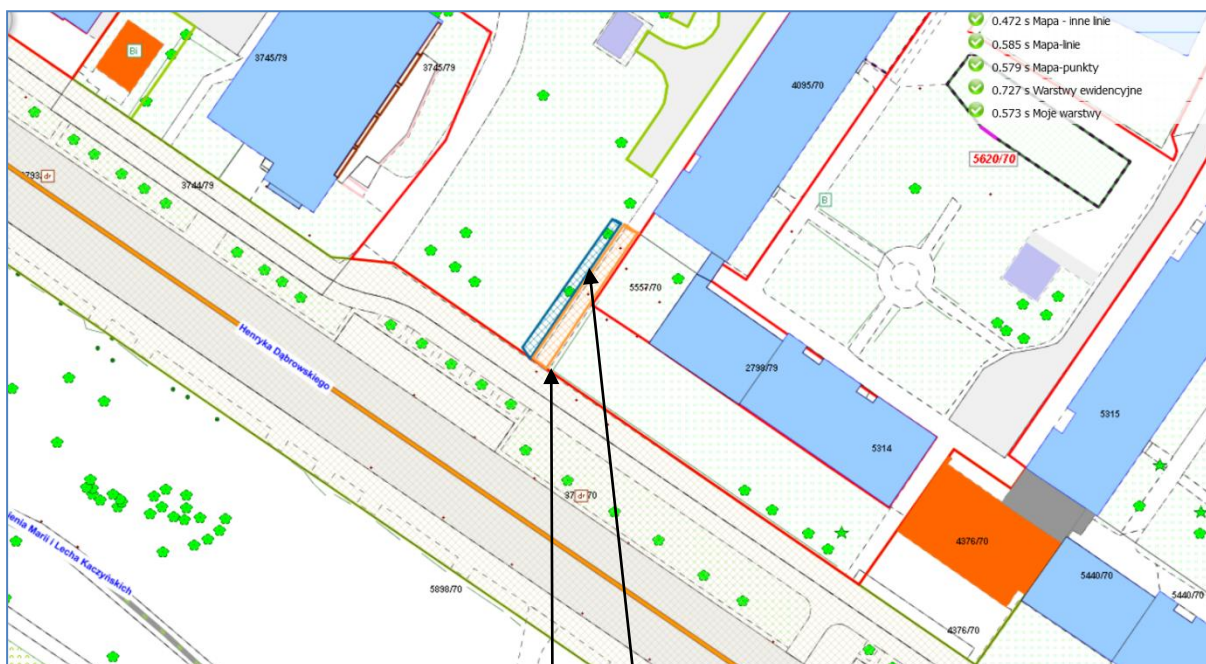 0.472 s Mapa - inne linie
0.585 s Mapa-linie
0.579 s Mapa-punkty
0.727 s Warstwy ewidencyjne
0.573 s Moje warstwy
Bi
3745/79
3745/79
4095/70
5620/70
dr
3744/79
B
5557/70
Henryka Dąbrowskiego
2798/79
5314
5315
dr
4376/70
5440/70
5440/70
5898/70
4376/70
Marii i Lecha Kaczyńskich